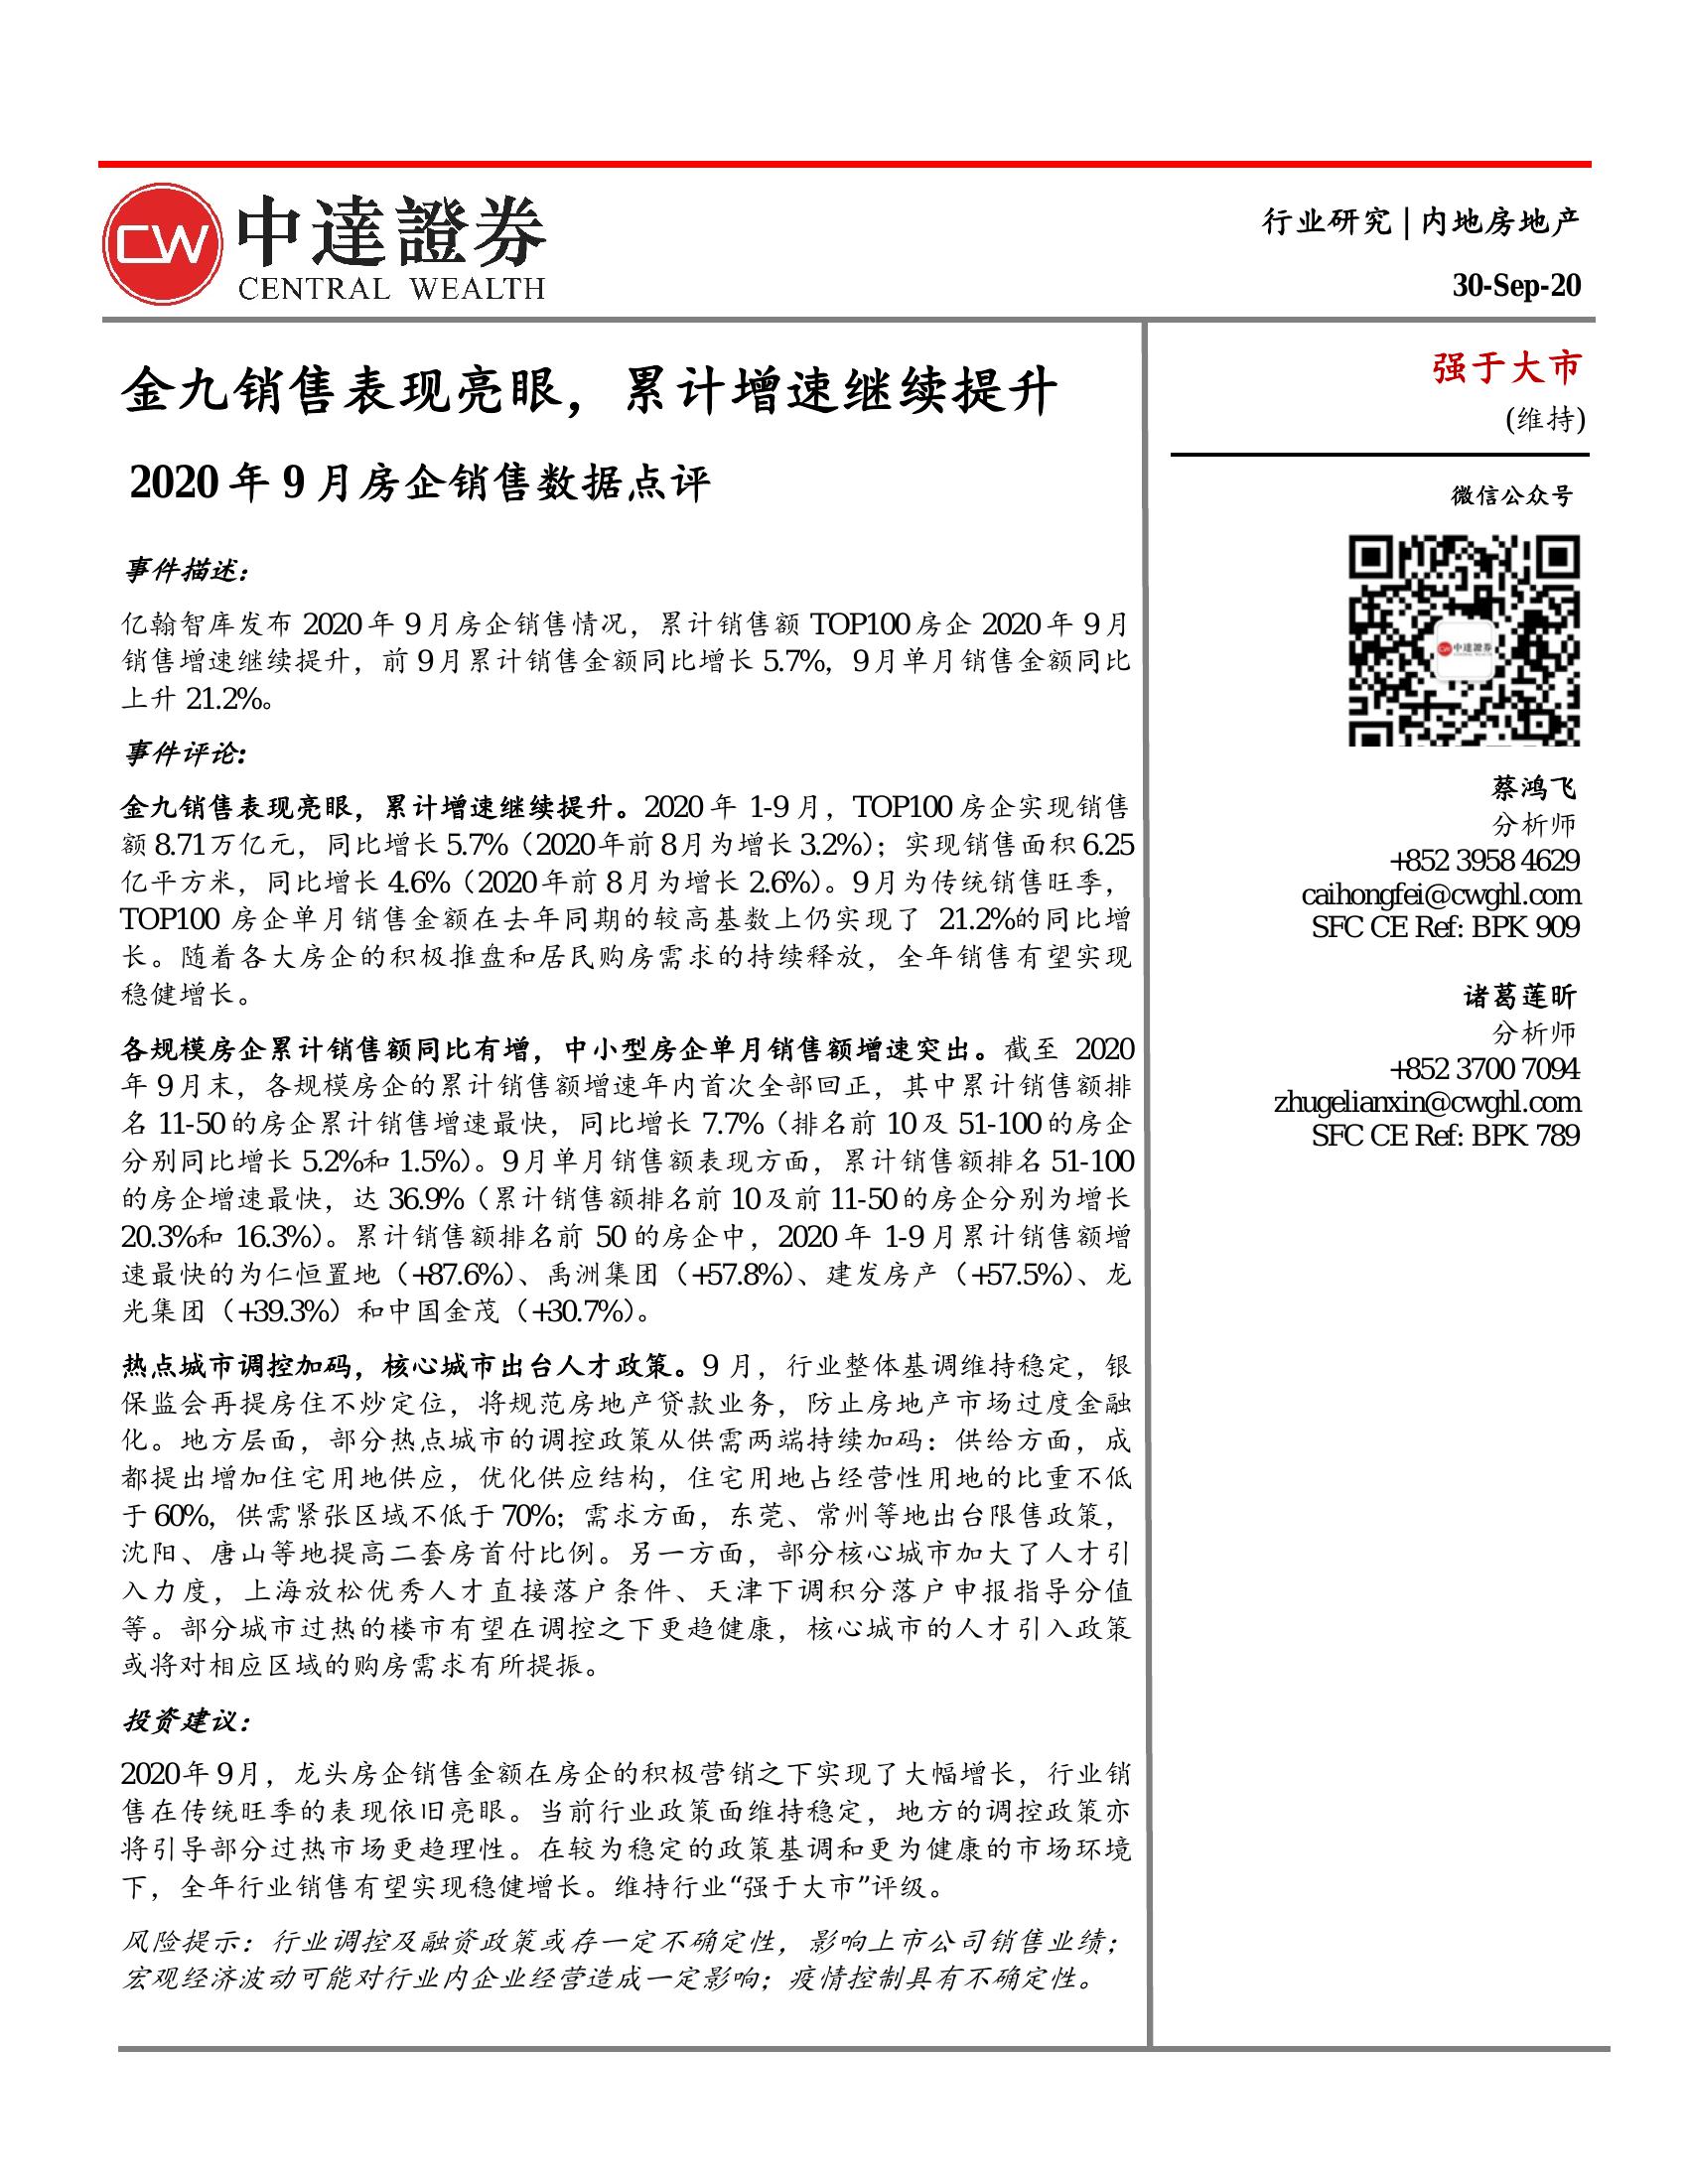 中達證券
CENTRAL WEALTH
行业研究 | 内地房地产
30-Sep-20
金九销售表现亮眼，累计增速继续提升
2020 年 9 月房企销售数据点评
事件描述：
亿翰智库发布 2020 年 9 月房企销售情况，累计销售额 TOP100 房企 2020 年 9 月
销售增速继续提升，前 9 月累计销售金额同比增长 5.7%，9 月单月销售金额同比
上升 21.2%。
事件评论：
金九销售表现亮眼，累计增速继续提升。2020 年 1-9 月，TOP100 房企实现销售
额 8.71 万亿元，同比增长 5.7%（2020 年前 8 月为增长 3.2%）；实现销售面积 6.25
亿平方米，同比增长 4.6%（2020 年前 8 月为增长 2.6%）。9 月为传统销售旺季，
TOP100 房企单月销售金额在去年同期的较高基数上仍实现了 21.2%的同比增
长。随着各大房企的积极推盘和居民购房需求的持续释放，全年销售有望实现
稳健增长。
各规模房企累计销售额同比有增，中小型房企单月销售额增速突出。截至 2020
年 9 月末，各规模房企的累计销售额增速年内首次全部回正，其中累计销售额排
名 11-50 的房企累计销售增速最快，同比增长 7.7%（排名前 10 及 51-100 的房企
分别同比增长 5.2%和 1.5%）。9 月单月销售额表现方面，累计销售额排名 51-100
的房企增速最快，达 36.9%（累计销售额排名前 10 及前 11-50 的房企分别为增长
20.3%和 16.3%）。累计销售额排名前 50 的房企中，2020 年 1-9 月累计销售额增
速最快的为仁恒置地（+87.6%）、禹洲集团（+57.8%）、建发房产（+57.5%）、龙
光集团（+39.3%）和中国金茂（+30.7%）。
热点城市调控加码，核心城市出台人才政策。9 月，行业整体基调维持稳定，银
保监会再提房住不炒定位，将规范房地产贷款业务，防止房地产市场过度金融
化。地方层面，部分热点城市的调控政策从供需两端持续加码：供给方面，成
都提出增加住宅用地供应，优化供应结构，住宅用地占经营性用地的比重不低
于 60%，供需紧张区域不低于 70%；需求方面，东莞、常州等地出台限售政策，
沈阳、唐山等地提高二套房首付比例。另一方面，部分核心城市加大了人才引
入力度，上海放松优秀人才直接落户条件、天津下调积分落户申报指导分值
等。部分城市过热的楼市有望在调控之下更趋健康，核心城市的人才引入政策
或将对相应区域的购房需求有所提振。
投资建议：
2020年 9 月，龙头房企销售金额在房企的积极营销之下实现了大幅增长，行业销
售在传统旺季的表现依旧亮眼。当前行业政策面维持稳定，地方的调控政策亦
将引导部分过热市场更趋理性。在较为稳定的政策基调和更为健康的市场环境
下，全年行业销售有望实现稳健增长。维持行业“强于大市”评级。
风险提示：行业调控及融资政策或存一定不确定性，影响上市公司销售业绩；
宏观经济波动可能对行业内企业经营造成一定影响；疫情控制具有不确定性。
强于大市
(维持)
微信公众号
中達證券
蔡鸿飞
分析师
+852 3958 4629
caihongfei@cwghl.com
SFC CE Ref: BPK 909
诸葛莲昕
分析师
+852 3700 7094
zhugelianxin@cwghl.com
SFC CE Ref: BPK 789